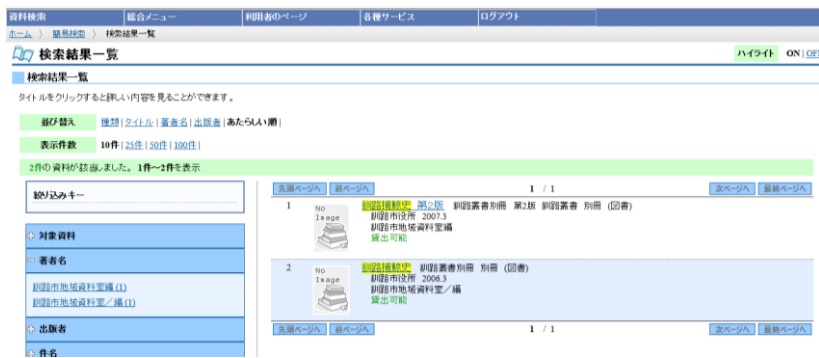 資料検索 総合メニュー 利用者のページ 各種サービス ログアウト
ホーム 〉 簡易検索 〉 検索結果一覧
検索結果一覧
ハイライト ON | OFF
検索結果一覧
タイトルをクリックすると詳しい内容を見ることができます。
並び替え 種類 | タイトル | 著者名 | 出版者 | あたらしい順 |
表示件数 10件 | 25件 | 50件 | 100件 |
2件の資料が該当しました。 1件～2件を表示
絞り込みキー
対象資料
著者名
釧路市地域資料室編 (1)
釧路市地域資料室／編 (1)
出版者
件名
先頭ページへ 前ページへ 1 / 1 次ページへ 最終ページへ
1 No Image 釧路捕鯨史 第2版 釧路叢書別冊 第2版 釧路叢書 別冊 (図書)
釧路市役所 2007.3
釧路市地域資料室編
貸出可能
2 No Image 釧路捕鯨史 釧路叢書別冊 別冊 (図書)
釧路市役所 2006.3
釧路市地域資料室／編
貸出可能
先頭ページへ 前ページへ 1 / 1 次ページへ 最終ページへ